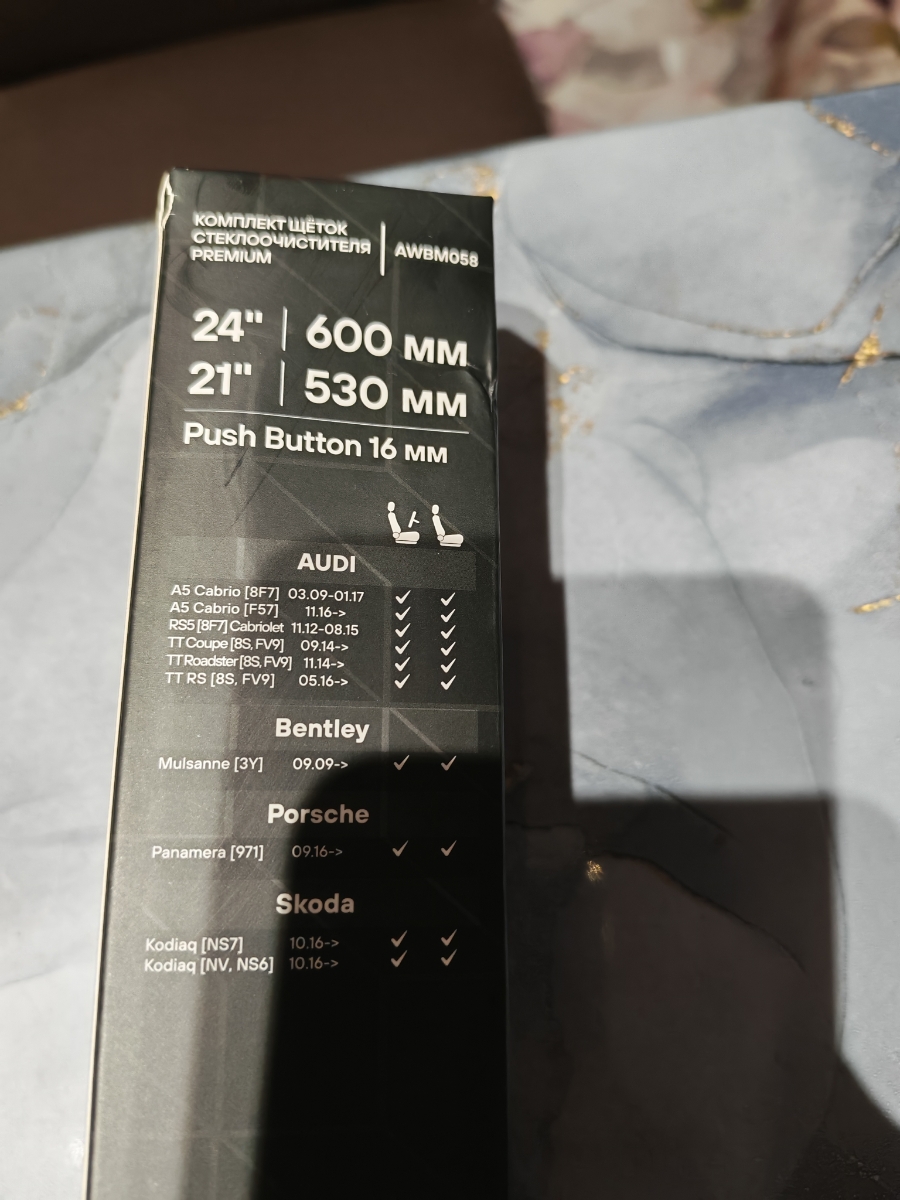 КОМПЛЕКТ ЩЁТОК
СТЕКЛООЧИСТИТЕЛЯ
PREMIUM
AWBM058
24" | 600 мм
21" | 530 мм
Push Button 16 мм
AUDI
A5 Cabrio [8F7] 03.09-01.17
A5 Cabrio [F57] 11.16->
RS5 [8F7] Cabriolet 11.12-08.15
TT Coupe [8S, FV9] 09.14->
TT Roadster [8S, FV9] 11.14->
TT RS [8S, FV9] 05.16->
Bentley
Mulsanne [3Y] 09.09->
Porsche
Panamera [971] 09.16->
Skoda
Kodiaq [NS7] 10.16->
Kodiaq [NV, NS6] 10.16->